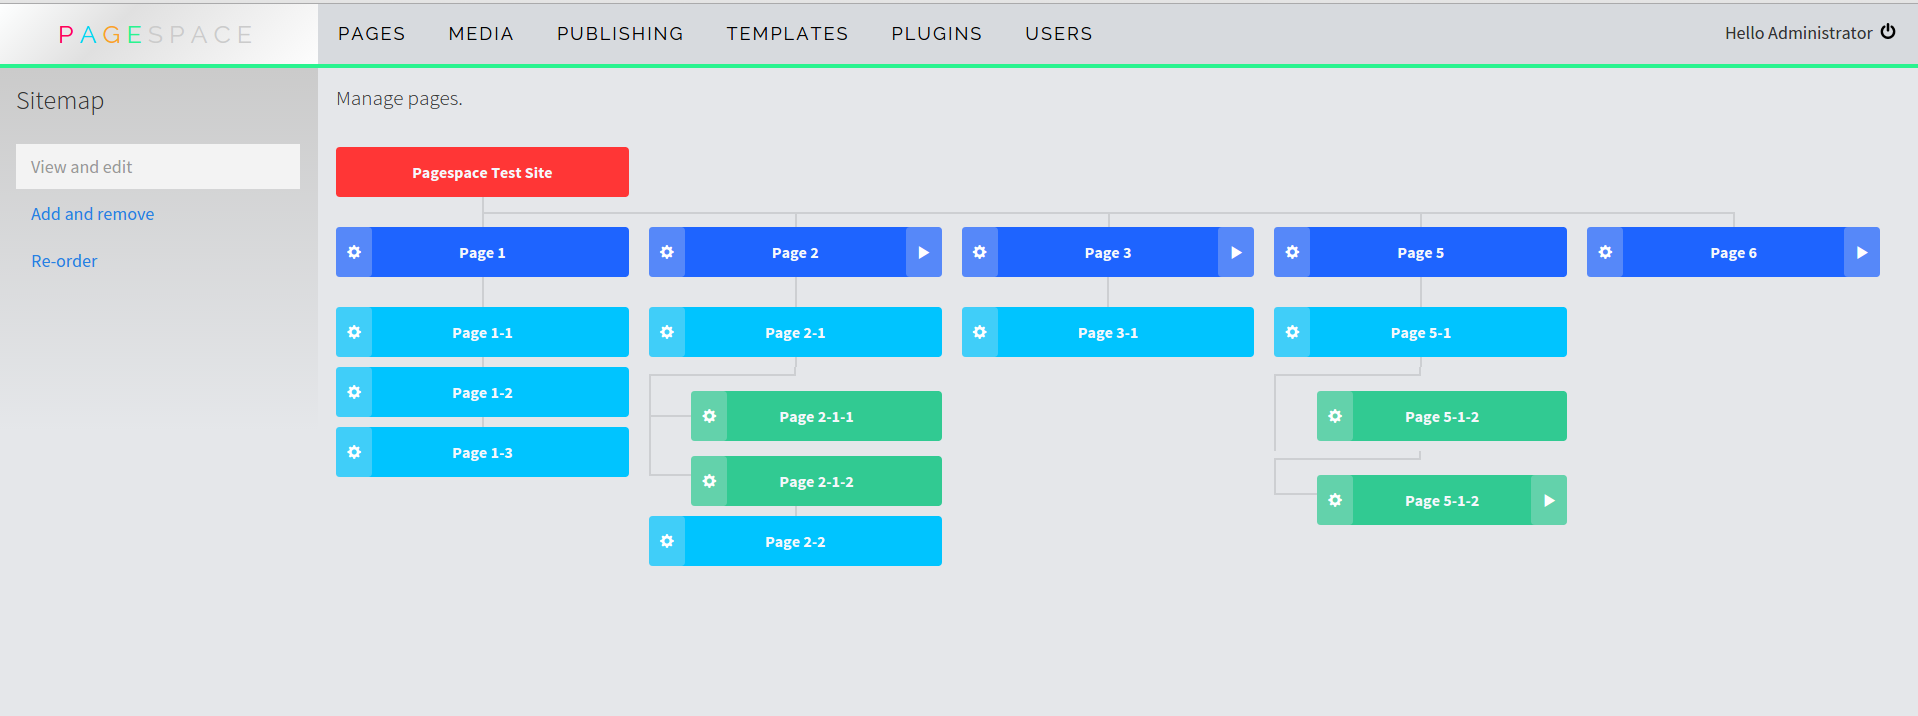 PAGESPACE
PAGES MEDIA PUBLISHING TEMPLATES PLUGINS USERS
Hello Administrator
Sitemap
View and edit
Add and remove
Re-order
Manage pages.
Pagespace Test Site
Page 1 Page 2 Page 3 Page 5 Page 6
Page 1-1 Page 2-1 Page 3-1 Page 5-1
Page 1-2
Page 2-1-1 Page 5-1-2
Page 1-3
Page 2-1-2
Page 5-1-2
Page 2-2